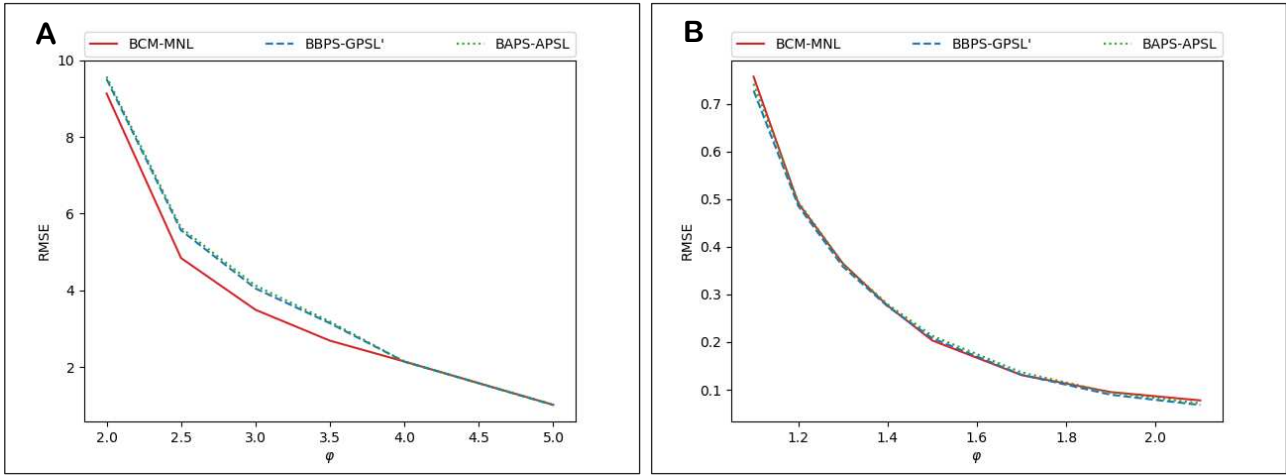 A
BCM-MNL BBPS-GPSL' BAPS-APSL
10
8
6
4
2
RMSE
2.0 2.5 3.0 3.5 4.0 4.5 5.0
φ
B
BCM-MNL BBPS-GPSL' BAPS-APSL
0.7
0.6
0.5
0.4
0.3
0.2
0.1
RMSE
1.2 1.4 1.6 1.8 2.0
φ